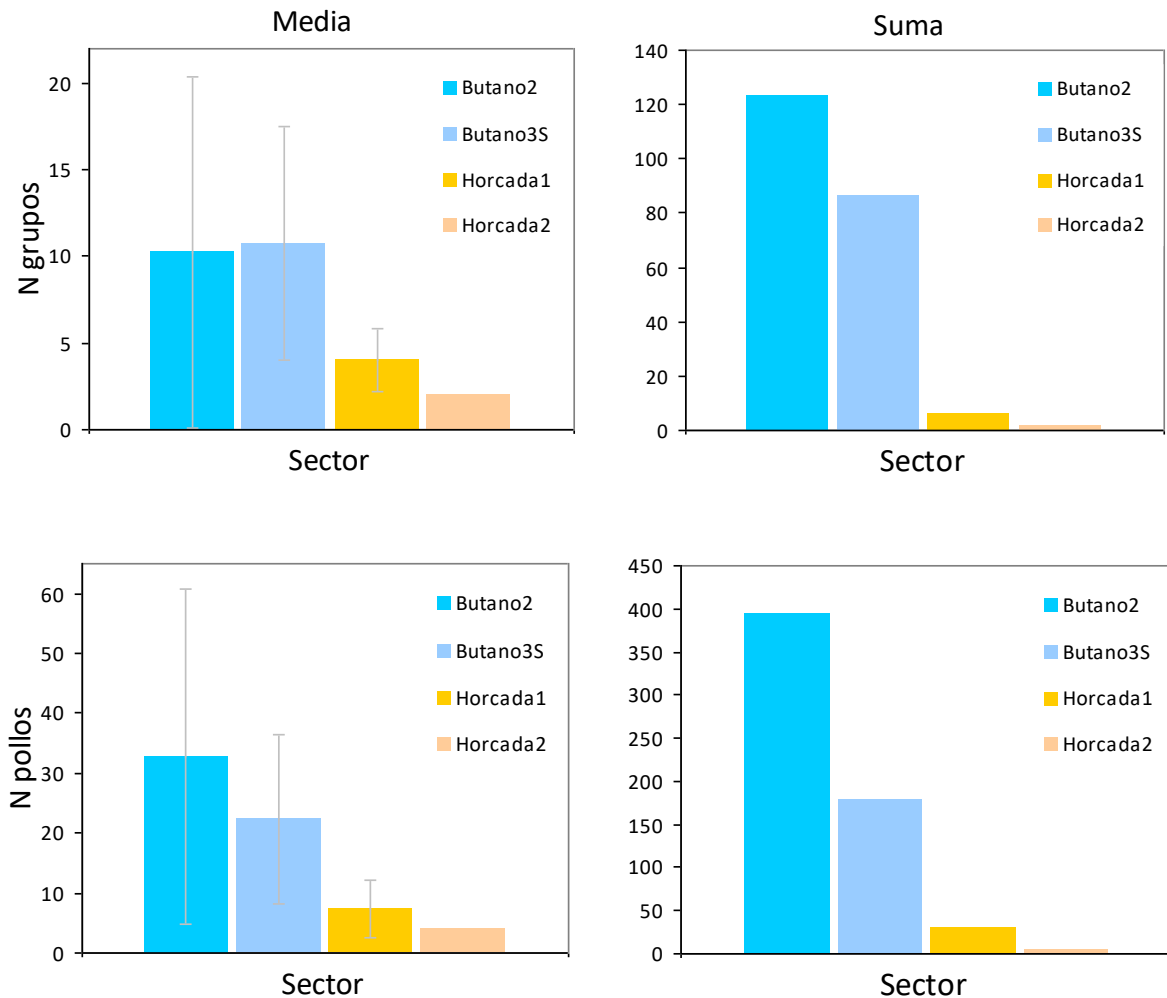 Media
N grupos
20
15
10
5
0
Butano2
Butano3S
Horcada1
Horcada2
Sector
Suma
140
120
100
80
60
40
20
0
Butano2
Butano3S
Horcada1
Horcada2
Sector
N pollos
60
50
40
30
20
10
0
Butano2
Butano3S
Horcada1
Horcada2
Sector
450
400
350
300
250
200
150
100
50
0
Butano2
Butano3S
Horcada1
Horcada2
Sector